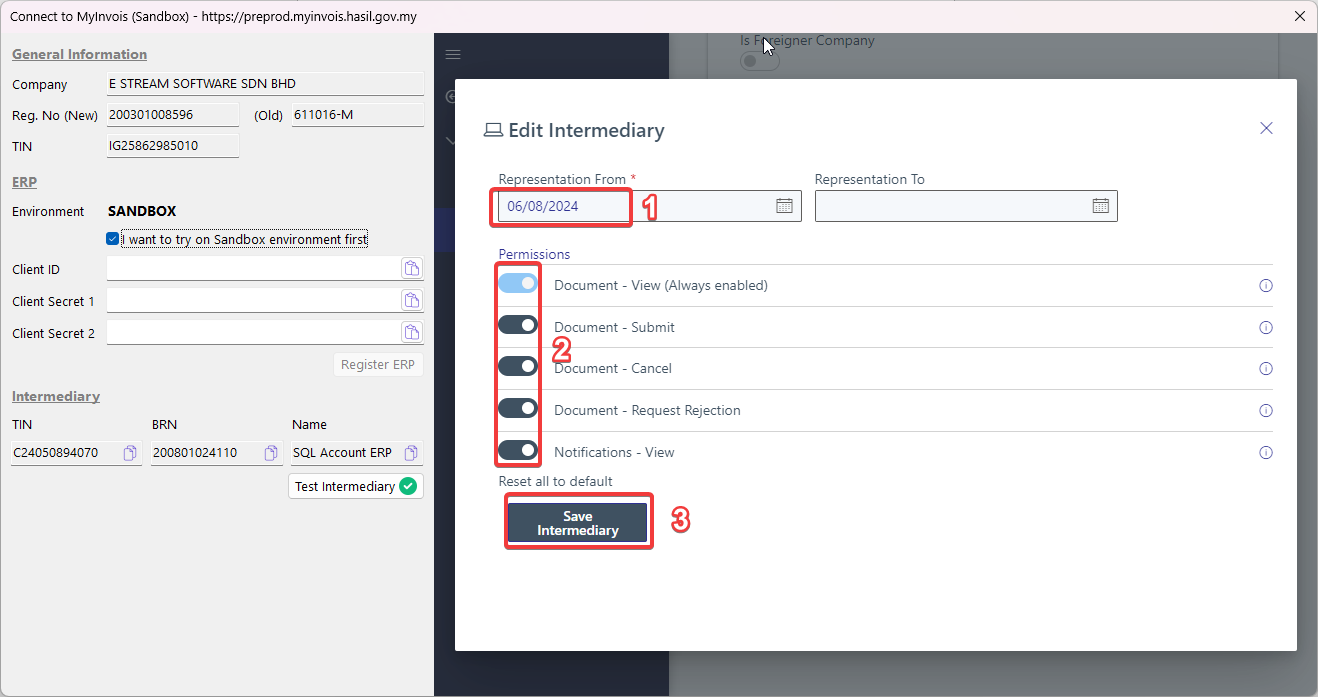 Connect to MyInvois (Sandbox) - https://preprod.myinvois.hasil.gov.my
General Information
Company E STREAM SOFTWARE SDN BHD
Reg. No (New) 200301008596 (Old) 611016-M
TIN IG25862985010
ERP
Environment SANDBOX
I want to try on Sandbox environment first
Client ID
Client Secret 1
Client Secret 2
Register ERP
Intermediary
TIN BRN Name
C24050894070 200801024110 SQL Account ERP
Test Intermediary
Is Foreigner Company
Edit Intermediary
Representation From * Representation To
06/08/2024 1
Permissions
Document - View (Always enabled)
Document - Submit
2
Document - Cancel
Document - Request Rejection
Notifications - View
Reset all to default
Save
Intermediary
3